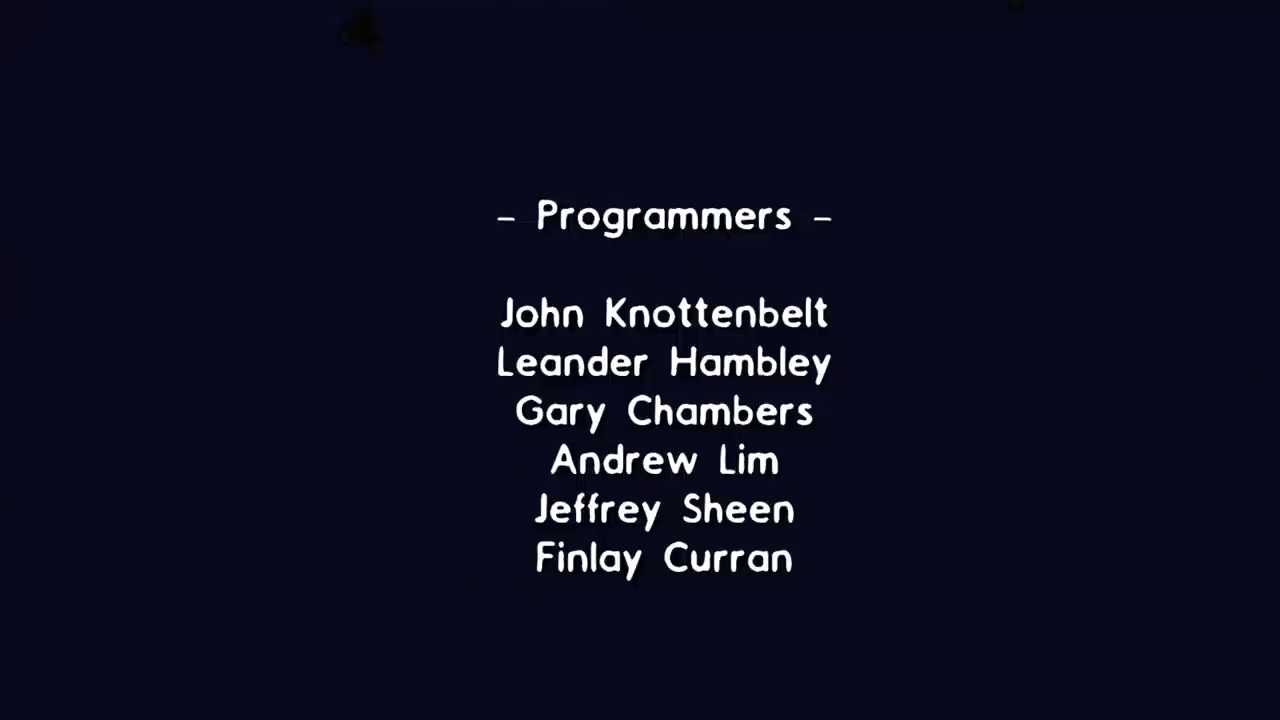 - Programmers -
John Knottenbelt
Leander Hambley
Gary Chambers
Andrew Lim
Jeffrey Sheen
Finlay Curran